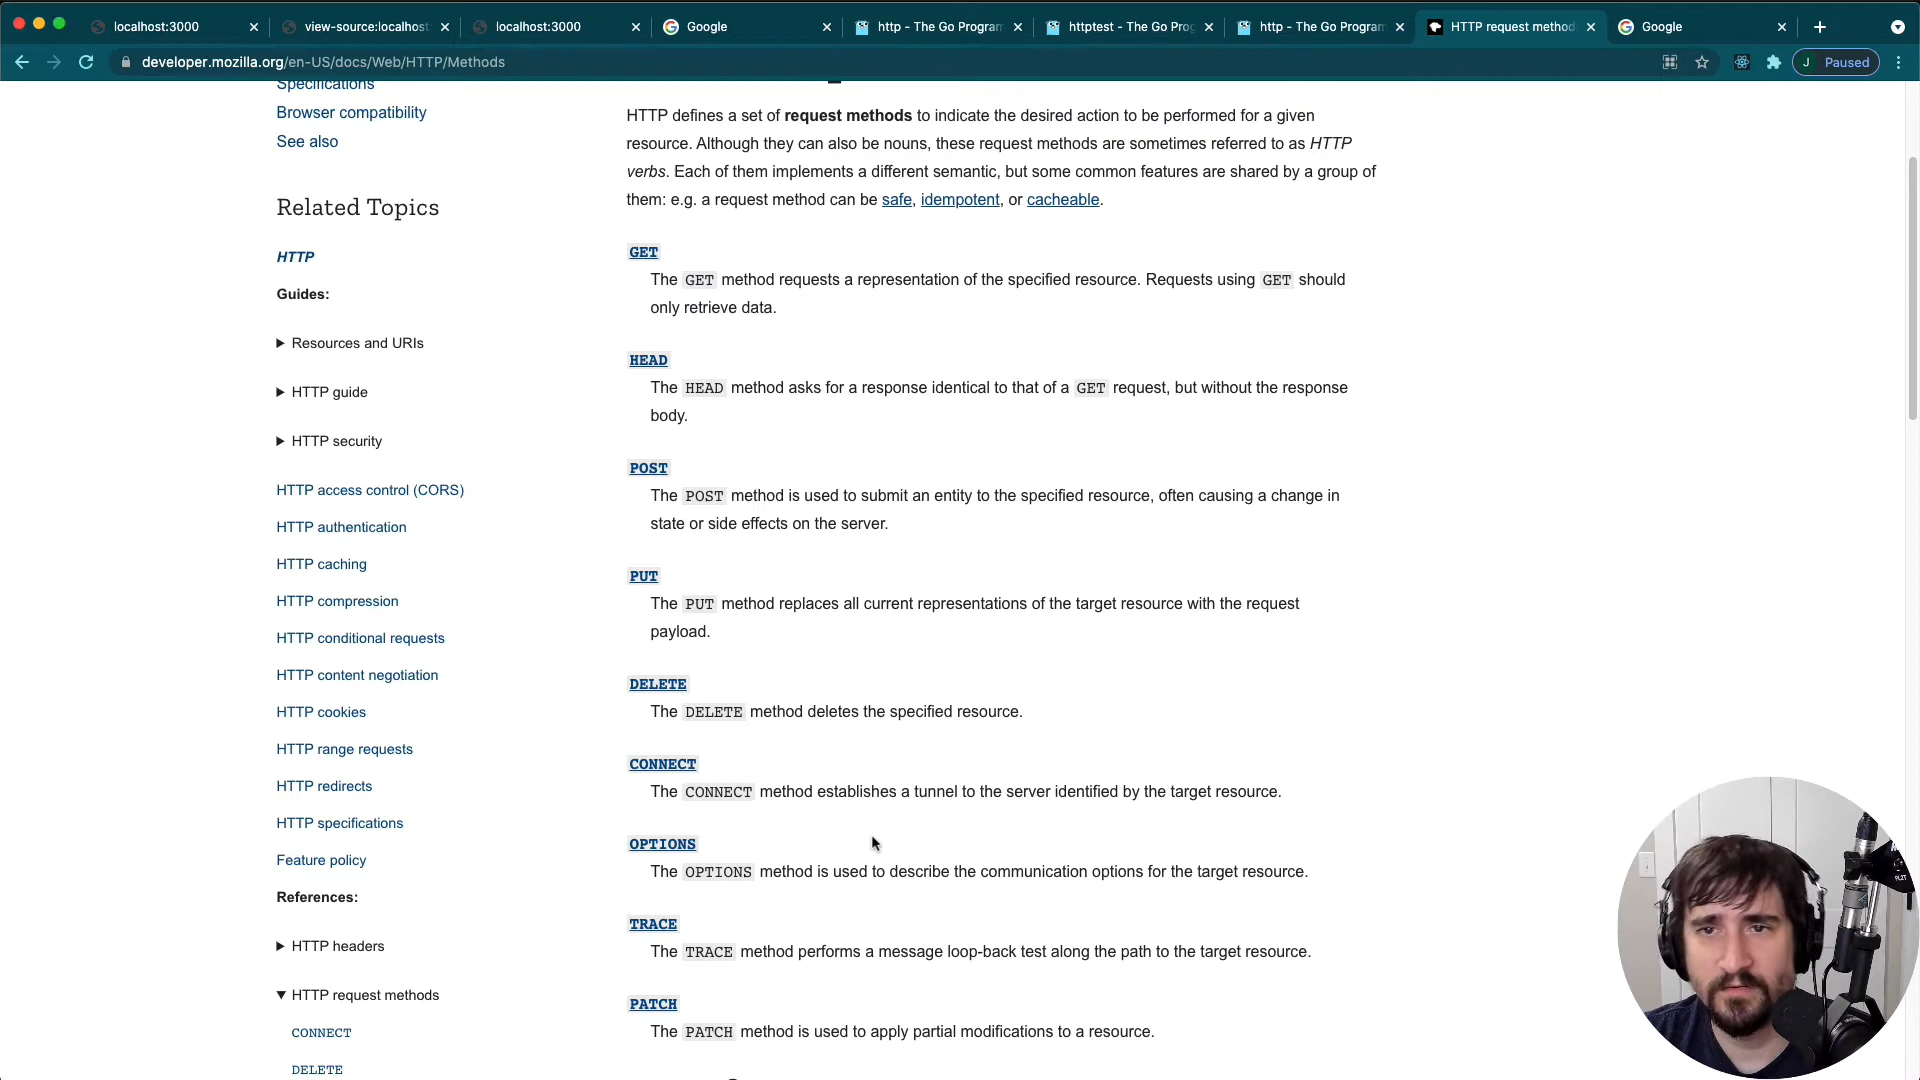 localhost:3000
view-source:localhost:
localhost:3000
Google
http - The Go Program
httptest - The Go Prog
http - The Go Program
HTTP request method
Google
developer.mozilla.org/en-US/docs/Web/HTTP/Methods
J Paused
Specifications
Browser compatibility
See also
Related Topics
HTTP
Guides:
Resources and URIs
HTTP guide
HTTP security
HTTP access control (CORS)
HTTP authentication
HTTP caching
HTTP compression
HTTP conditional requests
HTTP content negotiation
HTTP cookies
HTTP range requests
HTTP redirects
HTTP specifications
Feature policy
References:
HTTP headers
HTTP request methods
CONNECT
DELETE
HTTP defines a set of request methods to indicate the desired action to be performed for a given
resource. Although they can also be nouns, these request methods are sometimes referred to as HTTP
verbs. Each of them implements a different semantic, but some common features are shared by a group of
them: e.g. a request method can be safe, idempotent, or cacheable.
GET
The GET method requests a representation of the specified resource. Requests using GET should
only retrieve data.
HEAD
The HEAD method asks for a response identical to that of a GET request, but without the response
body.
POST
The POST method is used to submit an entity to the specified resource, often causing a change in
state or side effects on the server.
PUT
The PUT method replaces all current representations of the target resource with the request
payload.
DELETE
The DELETE method deletes the specified resource.
CONNECT
The CONNECT method establishes a tunnel to the server identified by the target resource.
OPTIONS
The OPTIONS method is used to describe the communication options for the target resource.
TRACE
The TRACE method performs a message loop-back test along the path to the target resource.
PATCH
The PATCH method is used to apply partial modifications to a resource.